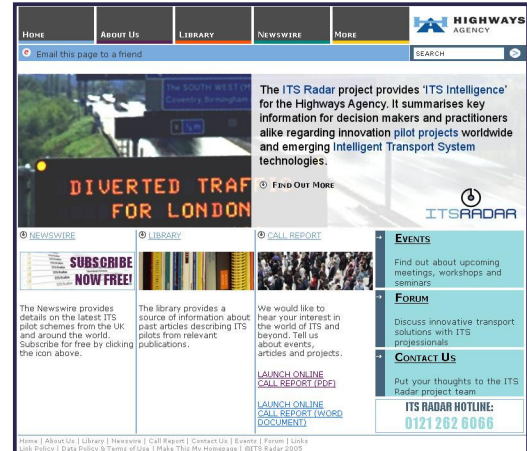 HOME
ABOUT US
LIBRARY
NEWSWIRE
MORE
HIGHWAYS
AGENCY
Email this page to a friend
SEARCH
The SOUTH WEST (M
Coventry, Birmingham
½ m
DIVERTED TRAF
FOR LONDON
The ITS Radar project provides ‘ITS Intelligence’
for the Highways Agency. It summarises key
information for decision makers and practitioners
alike regarding innovation pilot projects worldwide
and emerging Intelligent Transport System
technologies.
FIND OUT MORE
ITSRADAR
NEWSWIRE
SUBSCRIBE
NOW FREE!
The Newswire provides
details on the latest ITS
pilot schemes from the UK
and around the world.
Subscribe for free by clicking
the icon above.
LIBRARY
The library provides a
source of information about
past articles describing ITS
pilots from relevant
publications.
CALL REPORT
We would like to
hear your interest in
the world of ITS and
beyond. Tell us
about events,
articles and projects.
LAUNCH ONLINE
CALL REPORT (PDF)
LAUNCH ONLINE
CALL REPORT (WORD
DOCUMENT)
EVENTS
Find out about upcoming
meetings, workshops and
seminars
FORUM
Discuss innovative transport
solutions with ITS
projessionals
CONTACT US
Put your thoughts to the ITS
Radar project team
ITS RADAR HOTLINE:
0121 262 6066
Home | About Us | Library | Newswire | Call Report | Contact Us | Events | Forum | Links
Link Policy | Data Policy & Terms of Use | Make This My Homepage | @ITS Radar 2005